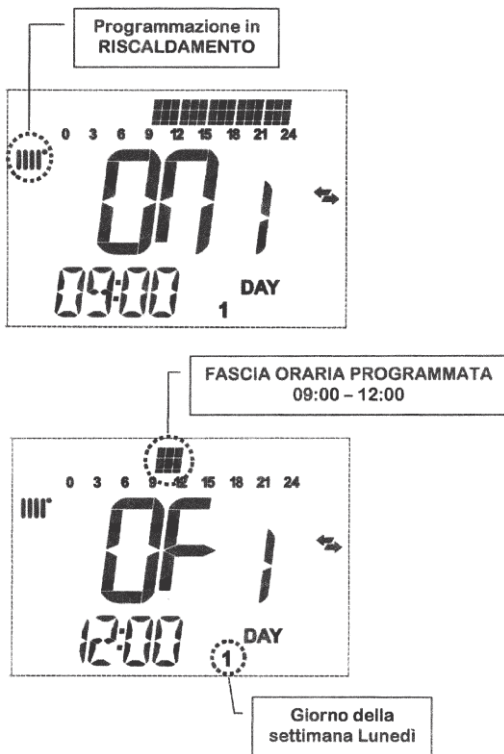 Programmazione in
RISCALDAMENTO
0 3 6 9 12 15 18 21 24
ON 1
09:00 1 DAY
FASCIA ORARIA PROGRAMMATA
09:00 – 12:00
0 3 6 9 12 15 18 21 24
OF 1
12:00 1 DAY
Giorno della
settimana Lunedì